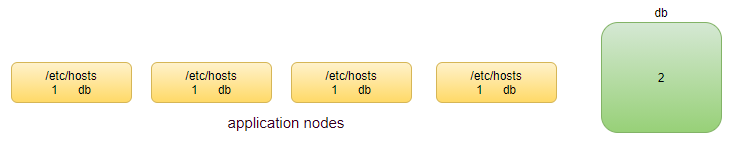 db
/etc/hosts
1 db
/etc/hosts
1 db
/etc/hosts
1 db
/etc/hosts
1 db
2
application nodes